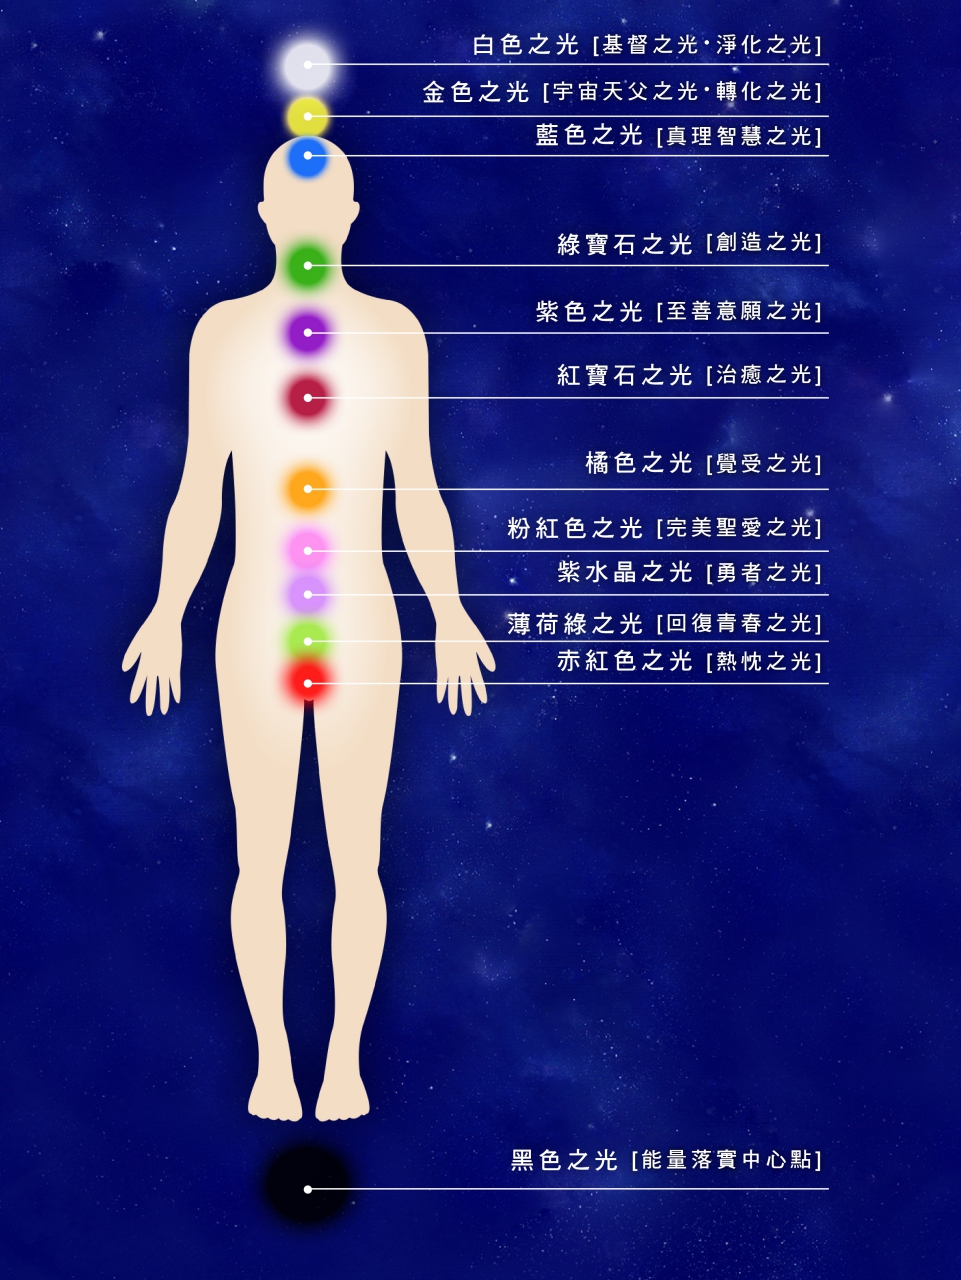 白色之光 [基督之光·淨化之光]
金色之光 [宇宙天父之光·轉化之光]
藍色之光 [真理智慧之光]
綠寶石之光 [創造之光]
紫色之光 [至善意願之光]
紅寶石之光 [治癒之光]
橘色之光 [覺受之光]
粉紅色之光 [完美聖愛之光]
紫水晶之光 [勇者之光]
薄荷綠之光 [回復青春之光]
赤紅色之光 [熱忱之光]
黑色之光 [能量落實中心點]